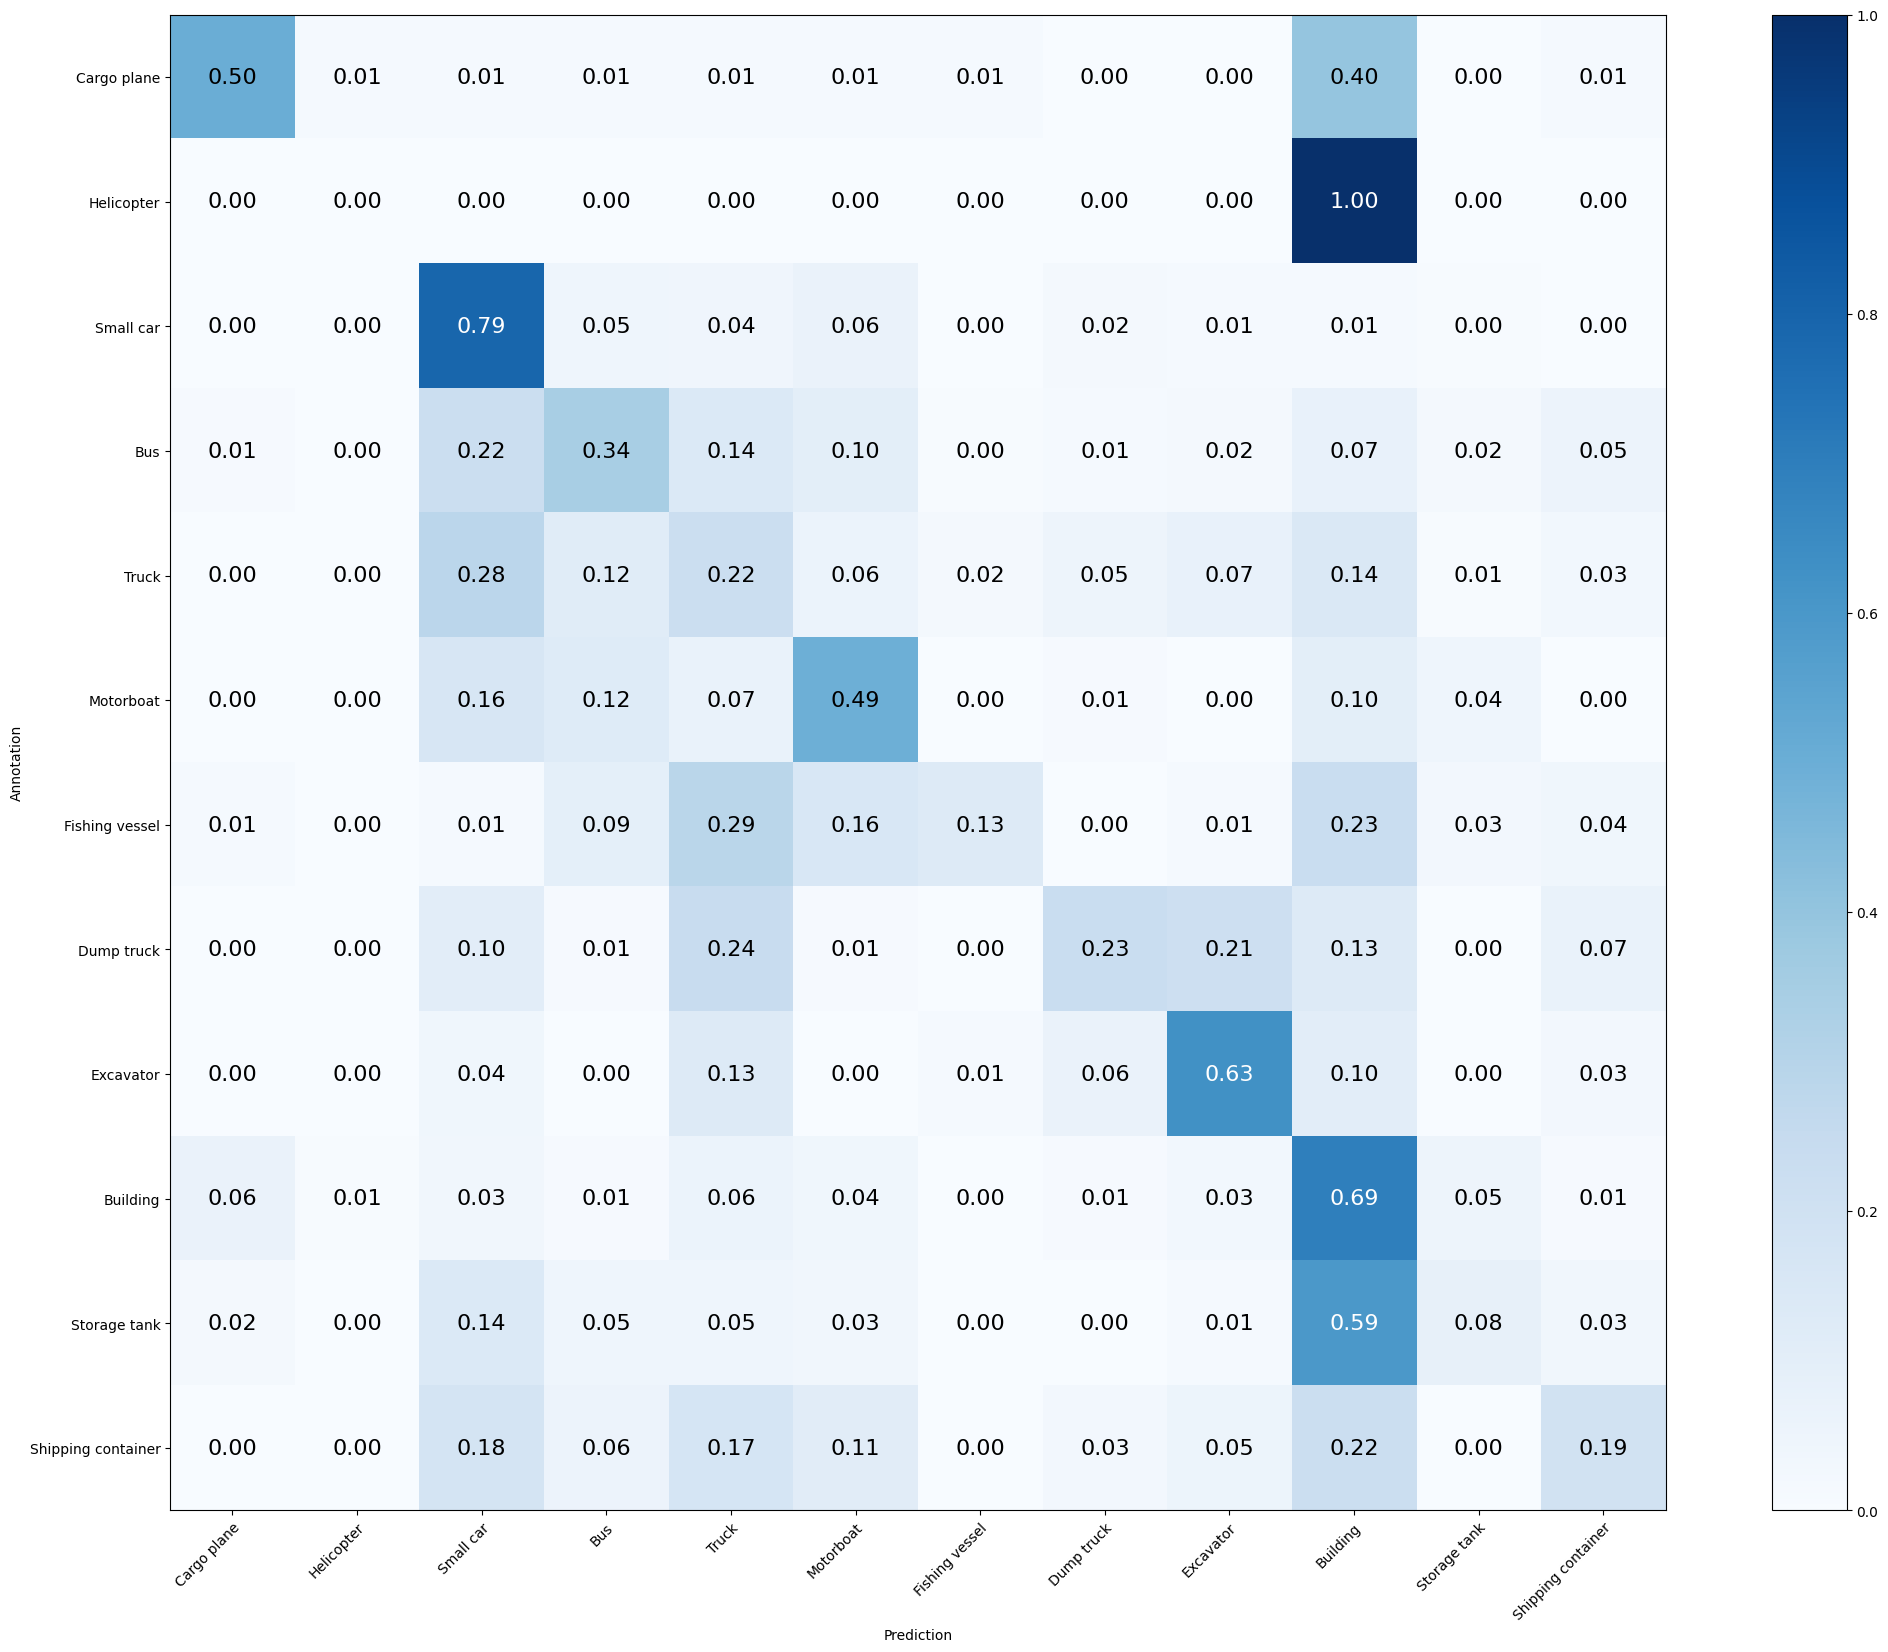 Cargo plane 0.50 0.01 0.01 0.01 0.01 0.01 0.01 0.00 0.00 0.40 0.00 0.01
Helicopter 0.00 0.00 0.00 0.00 0.00 0.00 0.00 0.00 0.00 1.00 0.00 0.00
Small car 0.00 0.00 0.79 0.05 0.04 0.06 0.00 0.02 0.01 0.01 0.00 0.00
Bus 0.01 0.00 0.22 0.34 0.14 0.10 0.00 0.01 0.02 0.07 0.02 0.05
Truck 0.00 0.00 0.28 0.12 0.22 0.06 0.02 0.05 0.07 0.14 0.01 0.03
Motorboat 0.00 0.00 0.16 0.12 0.07 0.49 0.00 0.01 0.00 0.10 0.04 0.00
Fishing vessel 0.01 0.00 0.01 0.09 0.29 0.16 0.13 0.00 0.01 0.23 0.03 0.04
Dump truck 0.00 0.00 0.10 0.01 0.24 0.01 0.00 0.23 0.21 0.13 0.00 0.07
Excavator 0.00 0.00 0.04 0.00 0.13 0.00 0.01 0.06 0.63 0.10 0.00 0.03
Building 0.06 0.01 0.03 0.01 0.06 0.04 0.00 0.01 0.03 0.69 0.05 0.01
Storage tank 0.02 0.00 0.14 0.05 0.05 0.03 0.00 0.00 0.01 0.59 0.08 0.03
Shipping container 0.00 0.00 0.18 0.06 0.17 0.11 0.00 0.03 0.05 0.22 0.00 0.19
Annotation
Cargo plane
Helicopter
Small car
Bus
Truck
Motorboat
Fishing vessel
Dump truck
Excavator
Building
Storage tank
Shipping container
Prediction
1.0
0.8
0.6
0.4
0.2
0.0